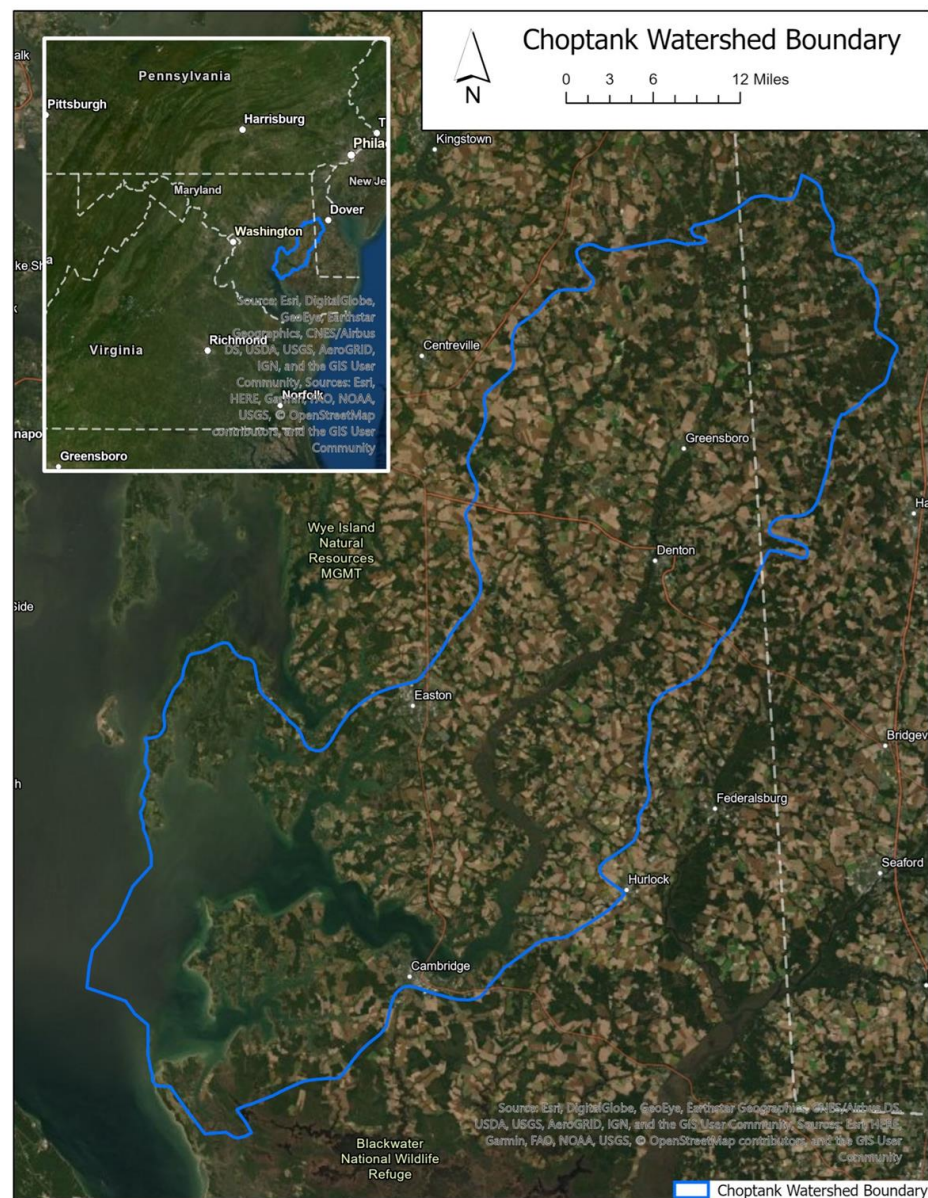 Choptank Watershed Boundary
N
0 3 6 12 Miles
Pennsylvania
Pittsburgh
Harrisburg
Phila
New Je
Maryland
Dover
Washington
Source: Esri, DigitalGlobe,
GeoEye, Earthstar
Geographics, CNES/Airbus
DS, USDA, USGS, AeroGRID,
IGN, and the GIS User
Community, Sources: Esri,
HERE, Garmin, FAO, NOAA,
USGS, © OpenStreetMap
contributors, and the GIS User
Community
Virginia
Richmond
Norfolk
Greensboro
Kingstown
Centreville
Greensboro
Wye Island
Natural
Resources
MGMT
Denton
Side
Easton
Bridgev
Federalsburg
Seaford
Hurlock
Cambridge
Source: Esri, DigitalGlobe, GeoEye, Earthstar Geographics, CNES/Airbus DS,
USDA, USGS, AeroGRID, IGN, and the GIS User Community, Sources: Esri, HERE,
Garmin, FAO, NOAA, USGS, © OpenStreetMap contributors, and the GIS User
Community
Blackwater
National Wildlife
Refuge
Choptank Watershed Boundary